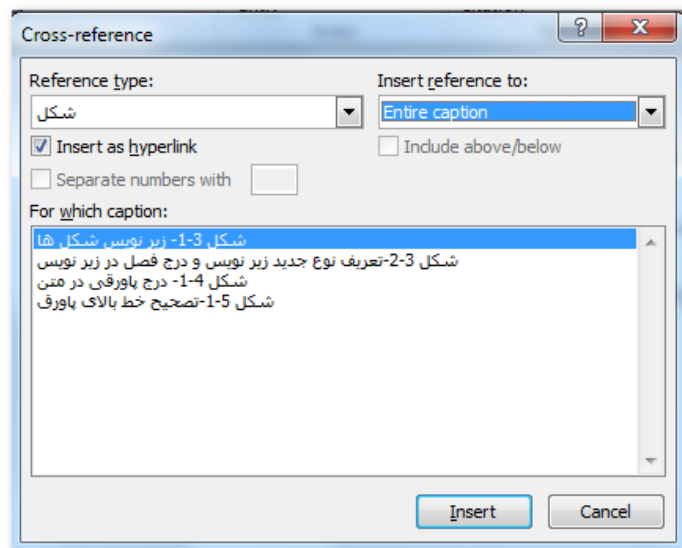 Cross-reference
Reference type:
Insert reference to:
شکل
Entire caption
Insert as hyperlink
Include above/below
Separate numbers with
For which caption:
شکل 3-1- زیر نویس شکل ها
شکل 3-2-تعریف نوع جدید زیر نویس و درج فصل در زیر نویس
شکل 4-1- درج پاورقی در متن
شکل 5-1-تصحیح خط بالای پاورق
Insert
Cancel